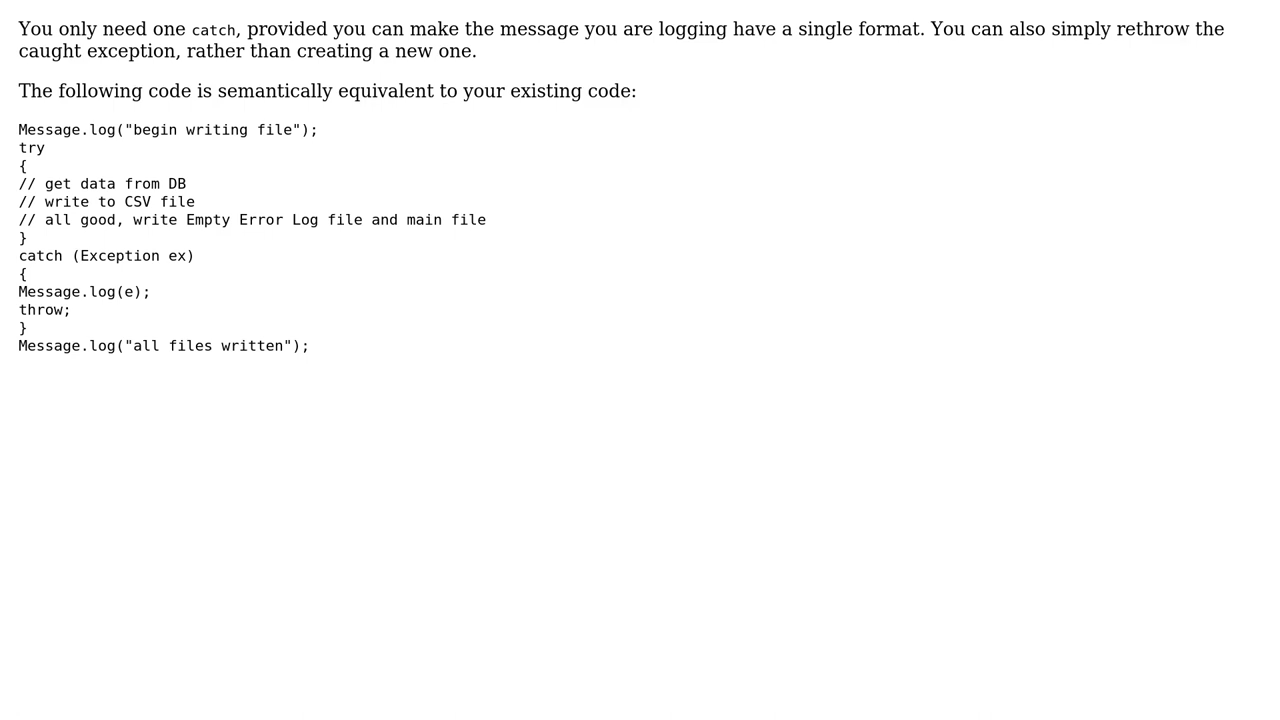 You only need one catch, provided you can make the message you are logging have a single format. You can also simply rethrow the
caught exception, rather than creating a new one.
The following code is semantically equivalent to your existing code:
Message.log("begin writing file");
try
{
// get data from DB
// write to CSV file
// all good, write Empty Error Log file and main file
}
catch (Exception ex)
{
Message.log(e);
throw;
}
Message.log("all files written");